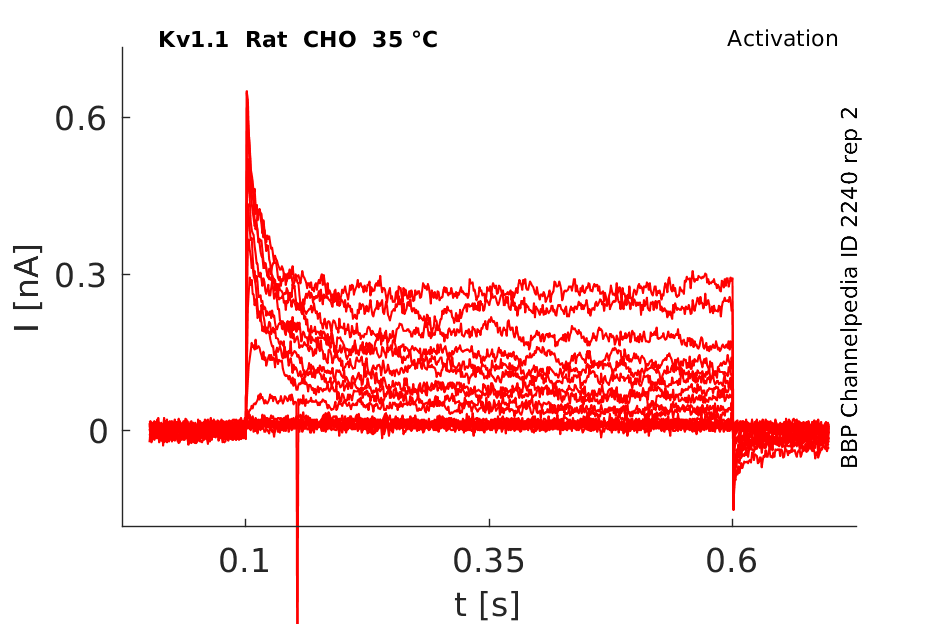 Kv1.1 Rat CHO 35 °C
Activation
0.6
0.3
0
I [nA]
0.1
0.35
0.6
t [s]
BBP Channelpedia ID 2240 rep 2